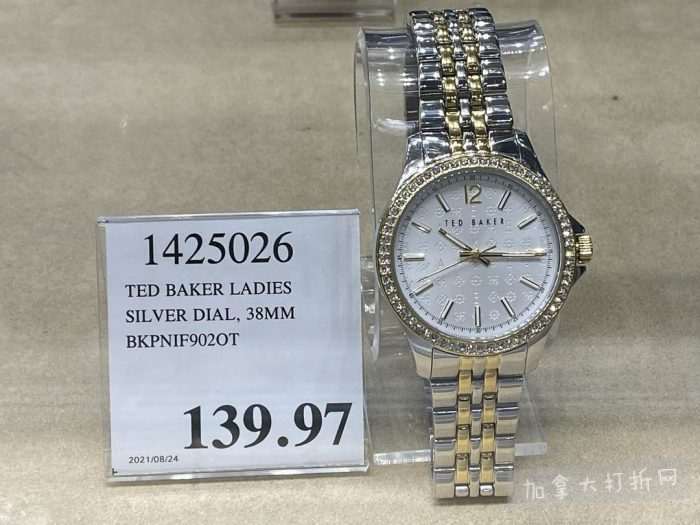 1425026
TED BAKER LADIES
SILVER DIAL, 38MM
BKPNIF902OT
139.97
2021/08/24
12
TED BAKER
加拿大打折网